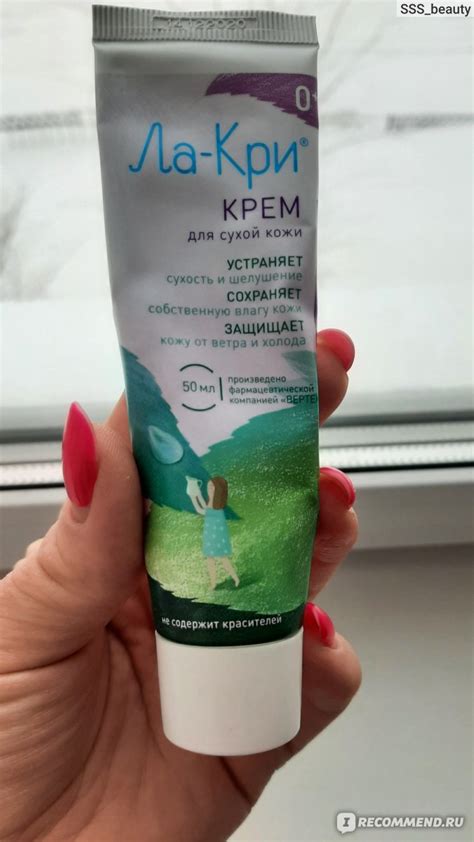 SSS_beauty
14122020
0+
Ла-Кри®
КРЕМ
для сухой кожи
УСТРАНЯЕТ
сухость и шелушение
СОХРАНЯЕТ
собственную влагу кожи
ЗАЩИЩАЕТ
кожу от ветра и холода
50 мл
произведено
фармацевтической
компанией «ВЕРТЕ
не содержит красителей
I RECOMMEND.RU